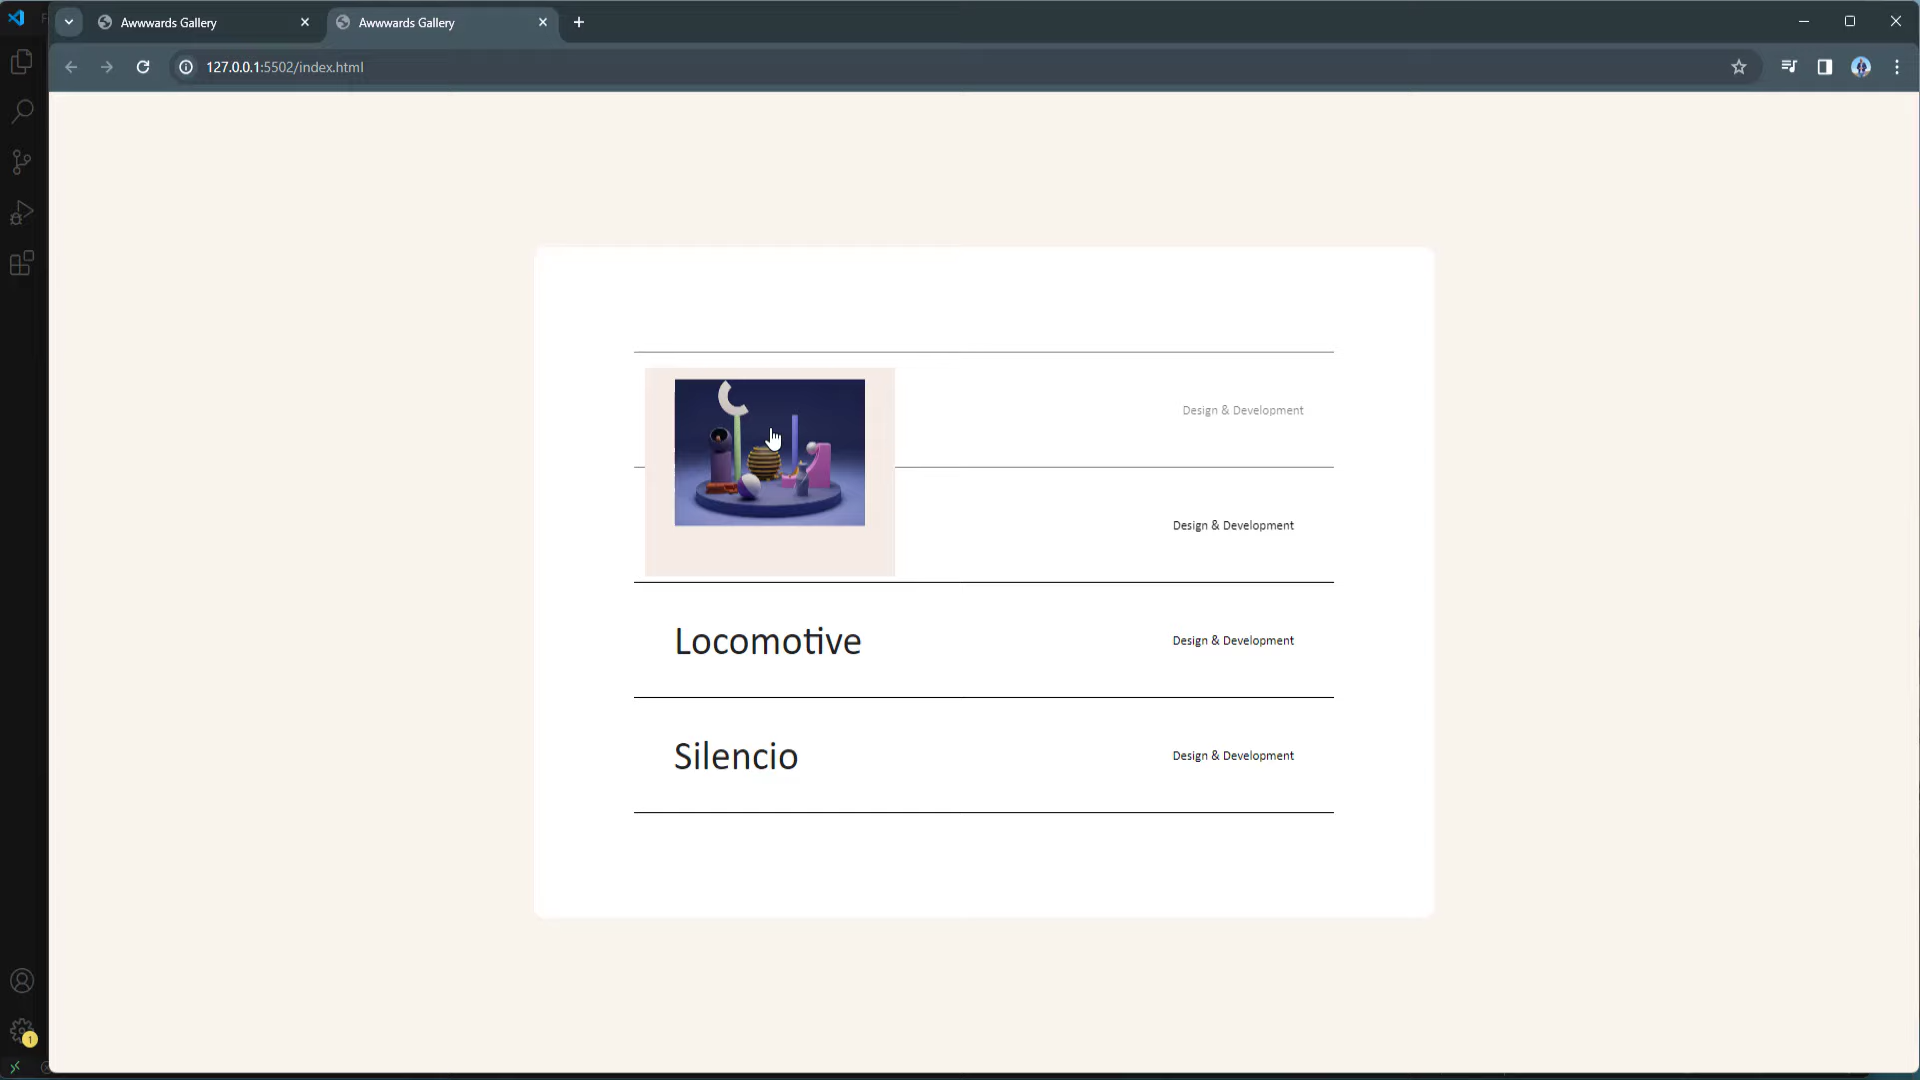 Awwwards Gallery
Awwwards Gallery
127.0.0.1:5502/index.html
Design & Development
Design & Development
Locomotive
Design & Development
Silencio
Design & Development
1